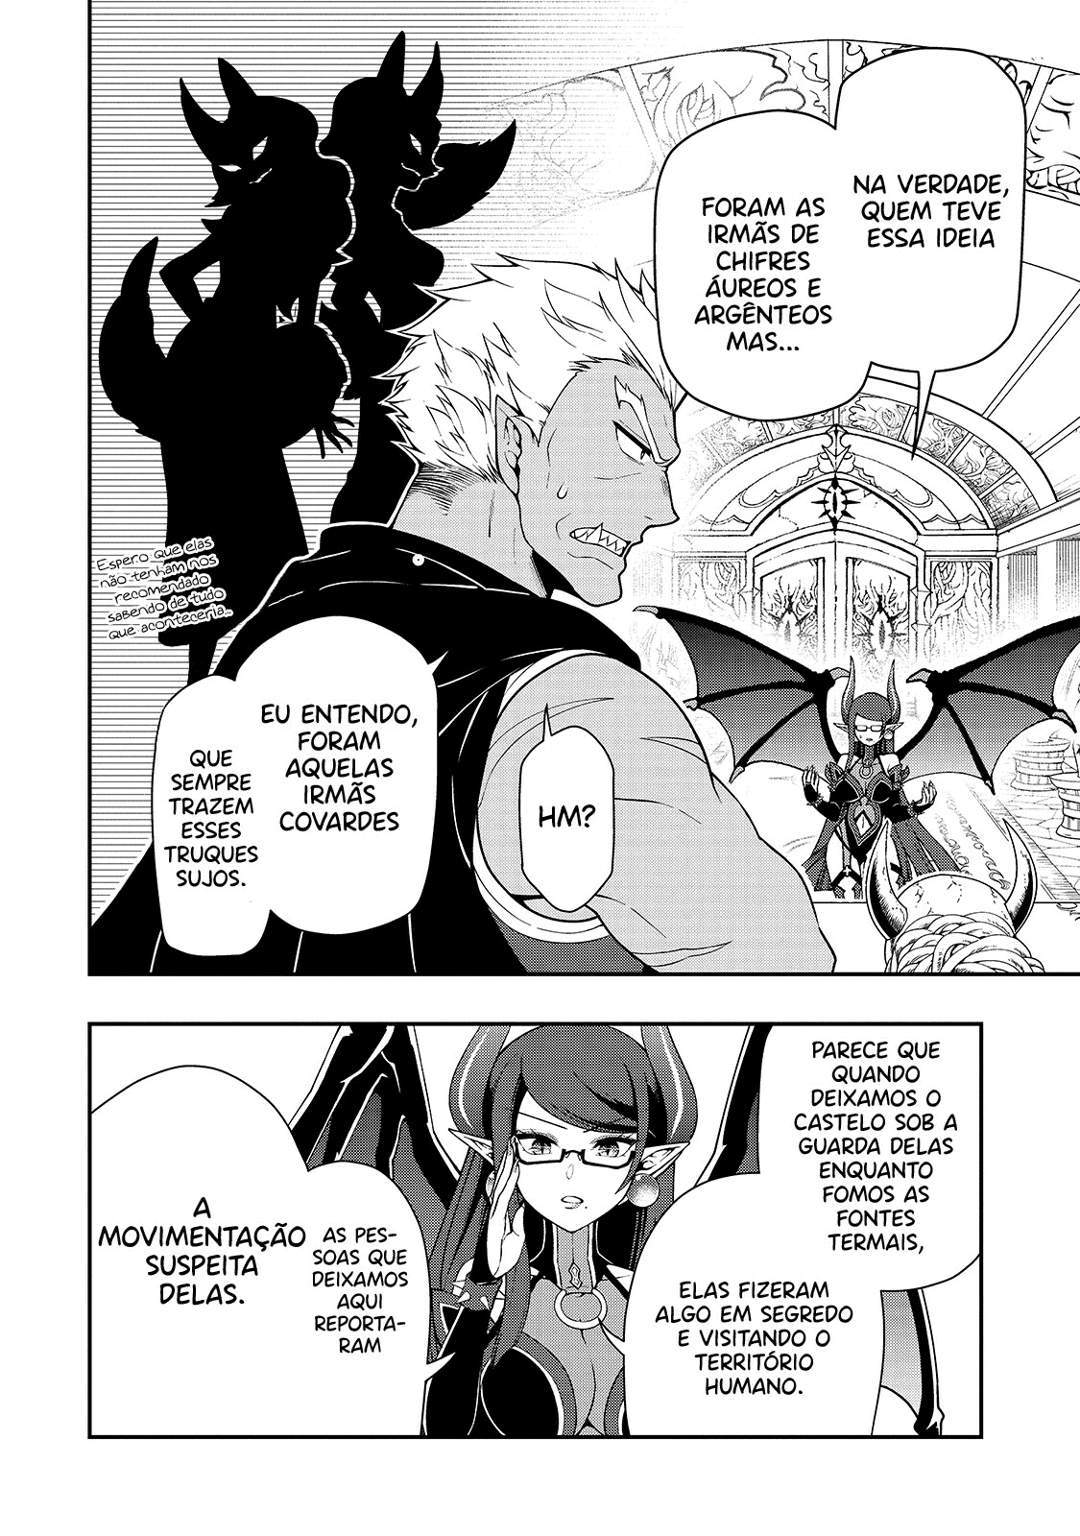 NA VERDADE,
QUEM TEVE
ESSA IDEIA
FORAM AS
IRMÃS DE
CHIFRES
ÁUREOS E
ARGÊNTEOS
MAS...
HM?
EU ENTENDO,
FORAM
AQUELAS
IRMÃS
COVARDES
QUE
SEMPRE
TRAZEM
ESSES
TRUQUES
SUJOS.
Espero que elas
não tenham nos
recomendado
sabendo de tudo
que aconteceria..
PARECE QUE
QUANDO
DEIXAMOS O
CASTELO SOB A
GUARDA DELAS
ENQUANTO
FOMOS AS
FONTES
TERMAIS,
ELAS FIZERAM
ALGO EM SEGREDO
E VISITANDO O
TERRITÓRIO
HUMANO.
AS PES-
SOAS QUE
DEIXAMOS
AQUI
REPORTA-
RAM
A
MOVIMENTAÇÃO
SUSPEITA
DELAS.